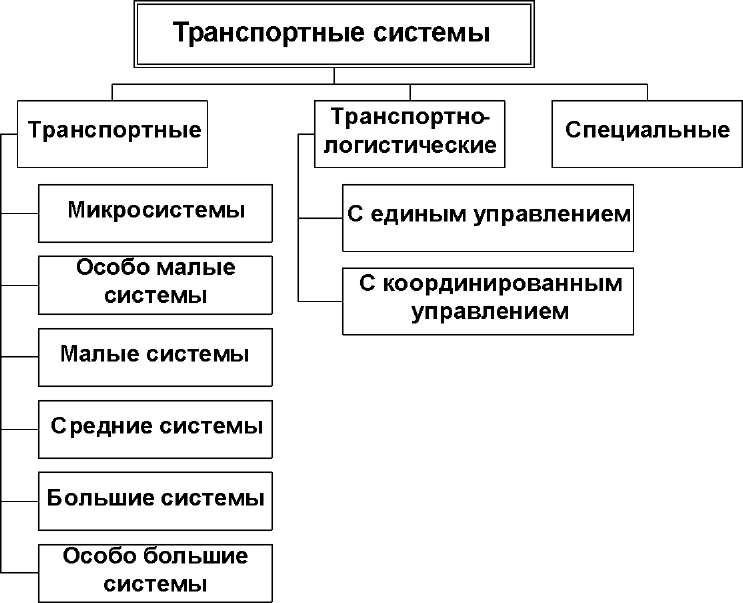 Транспортные системы
Транспортные
Транспортно-
логистические
Специальные
Микросистемы
Особо малые
системы
Малые системы
Средние системы
Большие системы
Особо большие
системы
С единым управлением
С координированным
управлением